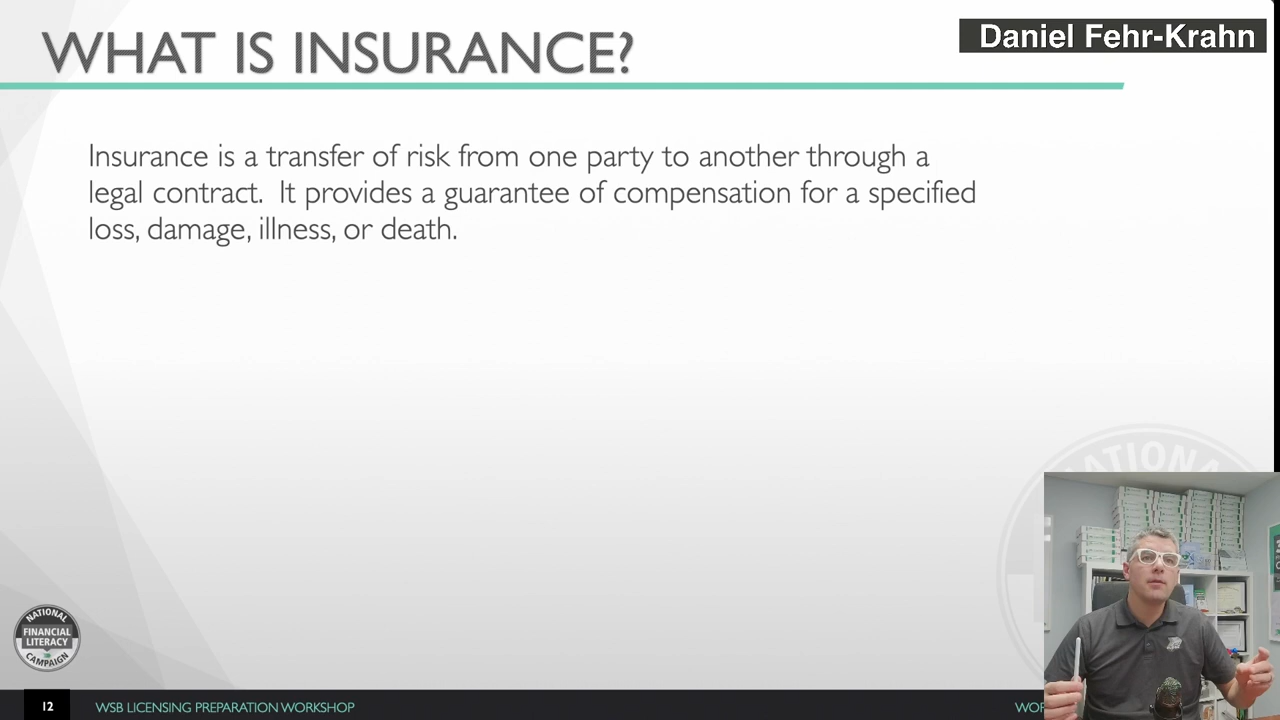 WHAT IS INSURANCE?
Daniel Fehr-Krahn
Insurance is a transfer of risk from one party to another through a
legal contract.  It provides a guarantee of compensation for a specified
loss, damage, illness, or death.
NATIONAL
NATIONAL
FINANCIAL
LITERACY
CAMPAIGN
12
WSB LICENSING PREPARATION WORKSHOP
WOR